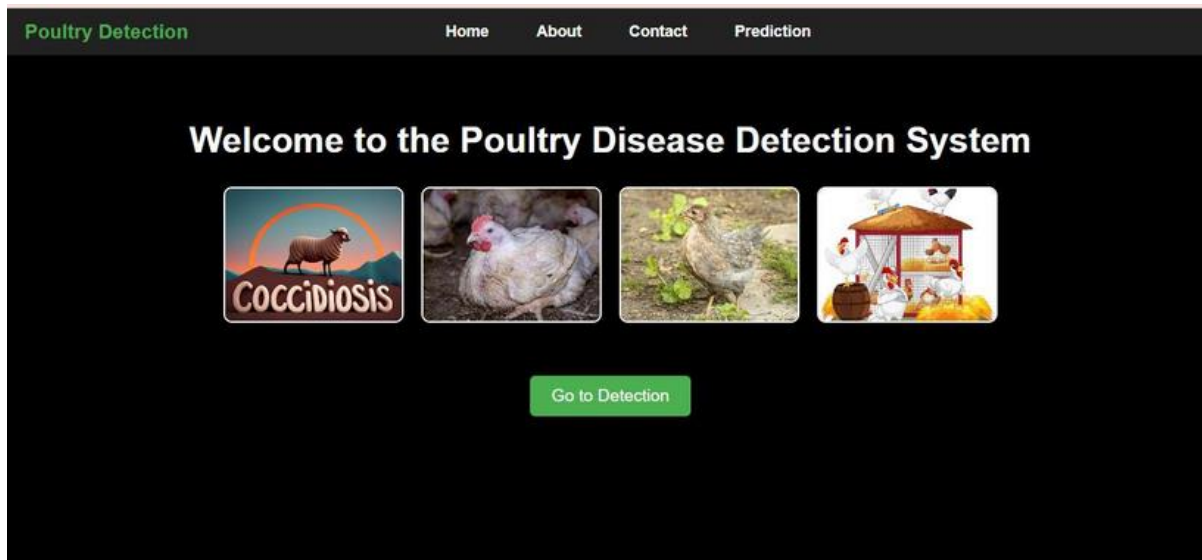 Poultry Detection
Home About Contact Prediction
Welcome to the Poultry Disease Detection System
COCCiDiOSiS
Go to Detection